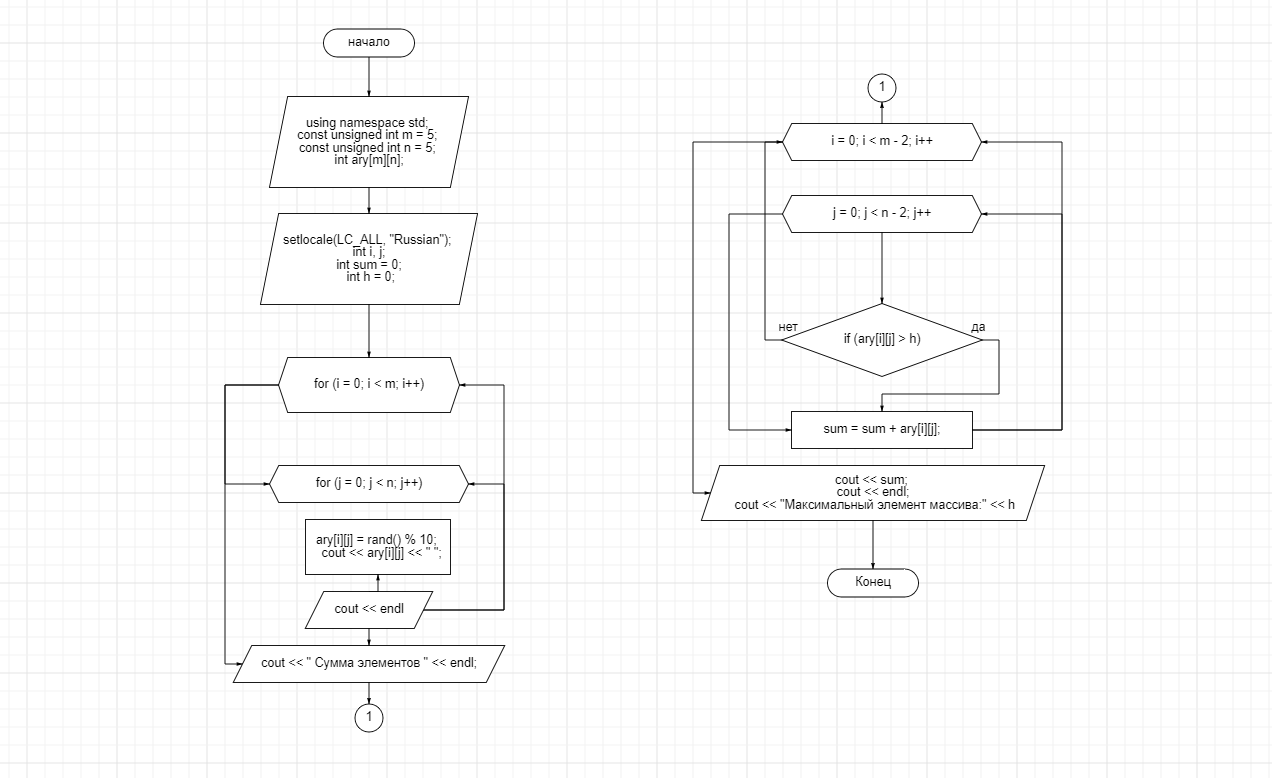 начало
using namespace std;
const unsigned int m = 5;
const unsigned int n = 5;
int ary[m][n];
setlocale(LC_ALL, "Russian");
int i, j;
int sum = 0;
int h = 0;
for (i = 0; i < m; i++)
for (j = 0; j < n; j++)
ary[i][j] = rand() % 10;
cout << ary[i][j] << " ";
cout << endl
cout << " Сумма элементов " << endl;
1
1
i = 0; i < m - 2; i++
j = 0; j < n - 2; j++
нет
да
if (ary[i][j] > h)
sum = sum + ary[i][j];
cout << sum;
cout << endl;
cout << "Максимальный элемент массива:" << h
Конец